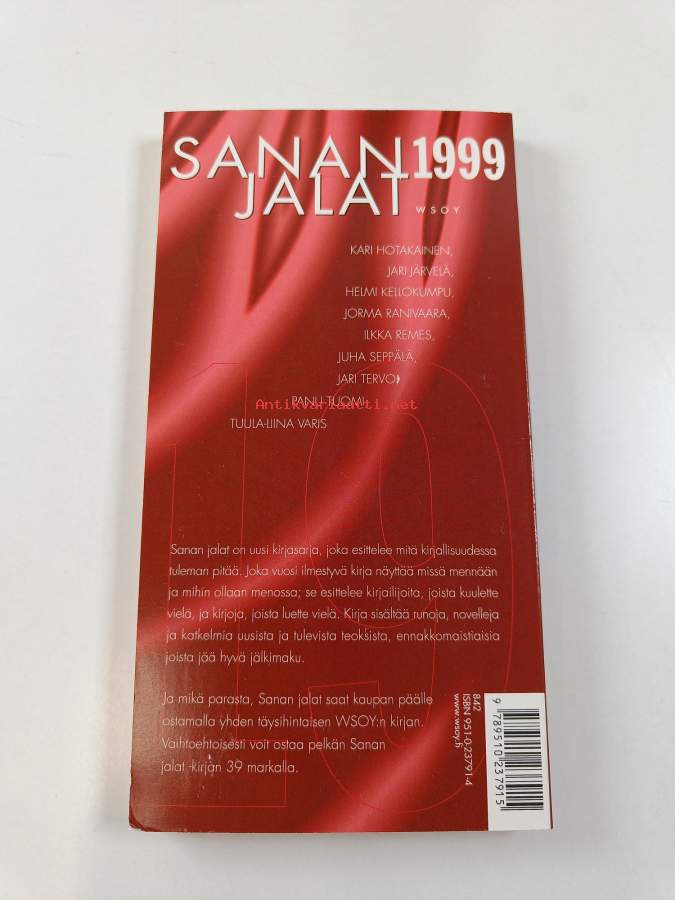 SANAN 1999
JALAT WSOY
KARI HOTAKAINEN,
JARI JÄRVELÄ,
HELMI KELLOKUMPU,
JORMA RANIVAARA,
ILKKA REMES,
JUHA SEPPÄLÄ,
JARI TERVO,
PANU TUOMI,
Antikvariaatti.net
TUULA-LIINA VARIS
Sanan jalat on uusi kirjasarja, joka esittelee mitä kirjallisuudessa
tuleman pitää. Joka vuosi ilmestyvä kirja näyttää missä mennään
ja mihin ollaan menossa; se esittelee kirjailijoita, joista kuulette
vielä, ja kirjoja, joista luette vielä. Kirja sisältää runoja, novelleja
ja katkelmia uusista ja tulevista teoksista, ennakkomaistiaisia
joista jää hyvä jälkimaku.
Ja mikä parasta, Sanan jalat saat kaupan päälle
ostamalla yhden täysihintaisen WSOY:n kirjan.
Vaihtoehtoisesti voit ostaa pelkän Sanan
jalat -kirjan 39 markalla.
842
ISBN 951-0-23791-4
www.wsoy.fi
9 789510 237915
19
99